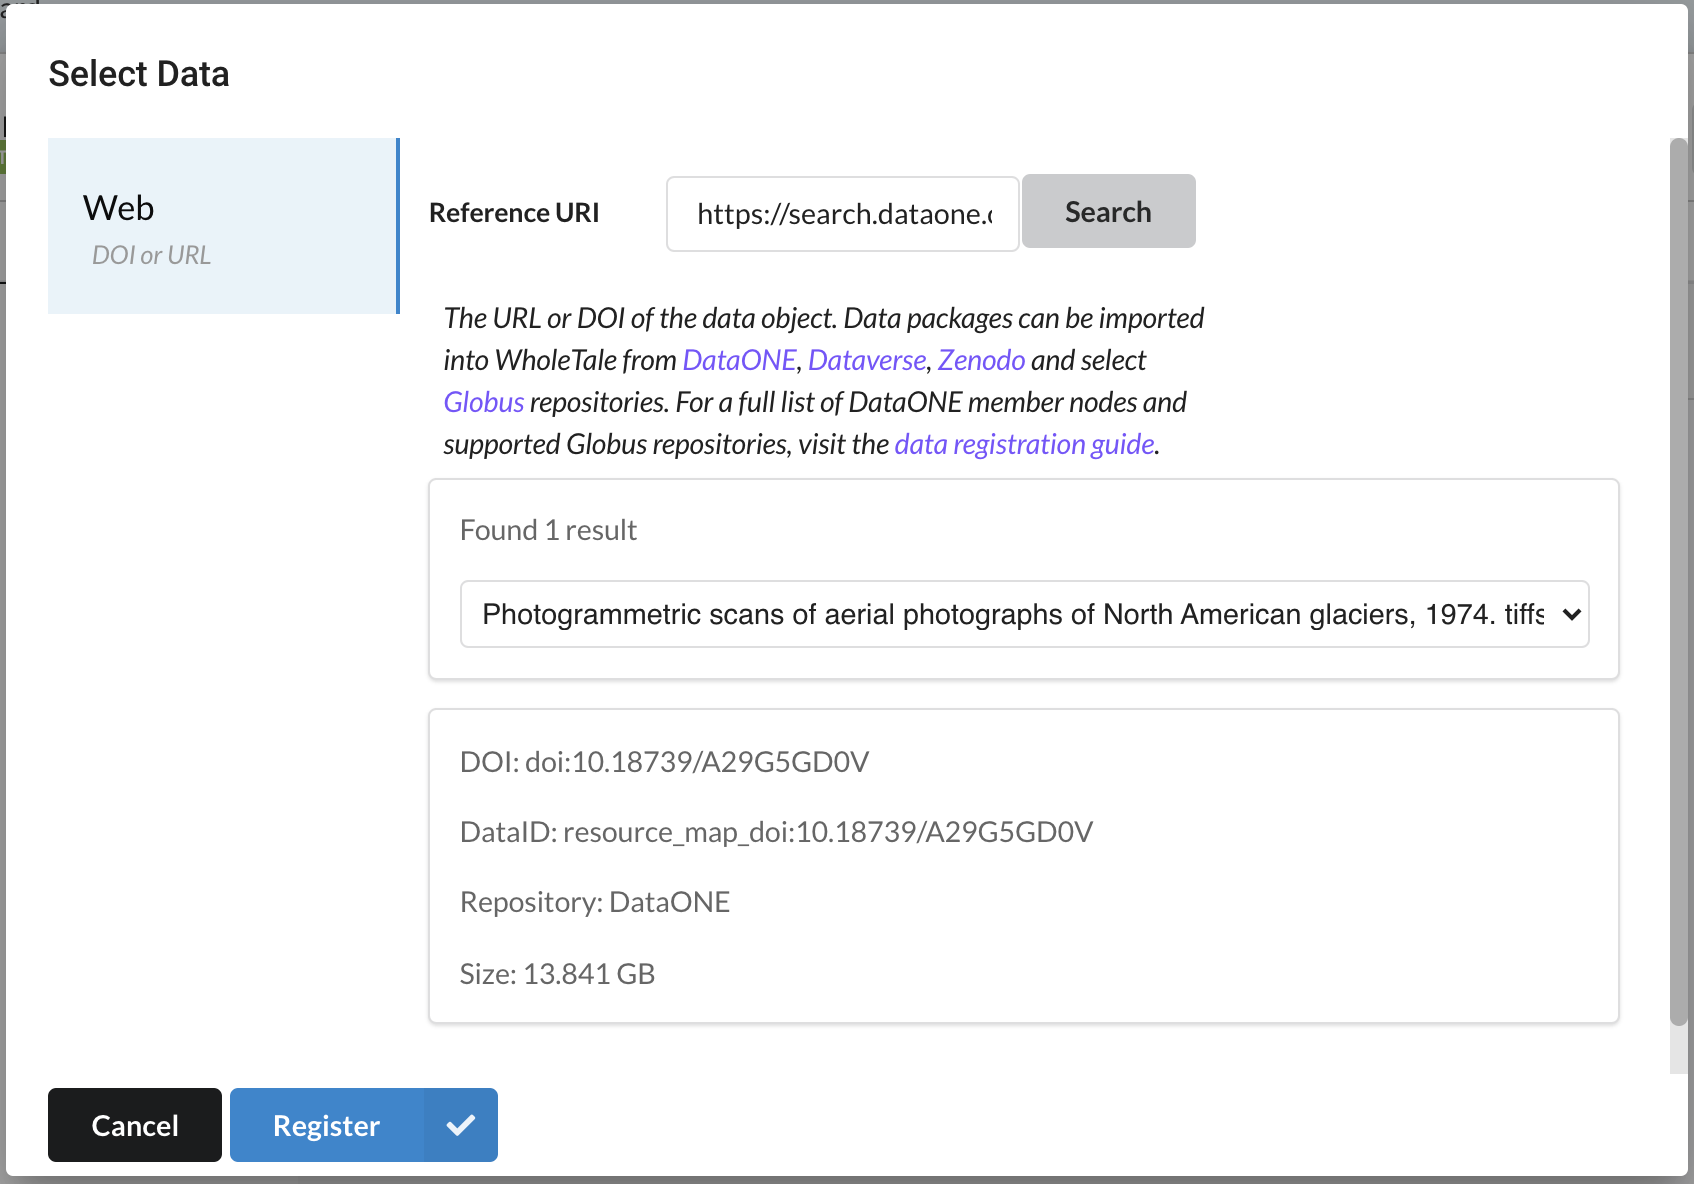 Select Data
Web
DOI or URL
Reference URI
https://search.dataone.
Search
The URL or DOI of the data object. Data packages can be imported
into WholeTale from DataONE, Dataverse, Zenodo and select
Globus repositories. For a full list of DataONE member nodes and
supported Globus repositories, visit the data registration guide.
Found 1 result
Photogrammetric scans of aerial photographs of North American glaciers, 1974. tiffs
DOI: doi:10.18739/A29G5GD0V
DataID: resource_map_doi:10.18739/A29G5GD0V
Repository: DataONE
Size: 13.841 GB
Cancel
Register